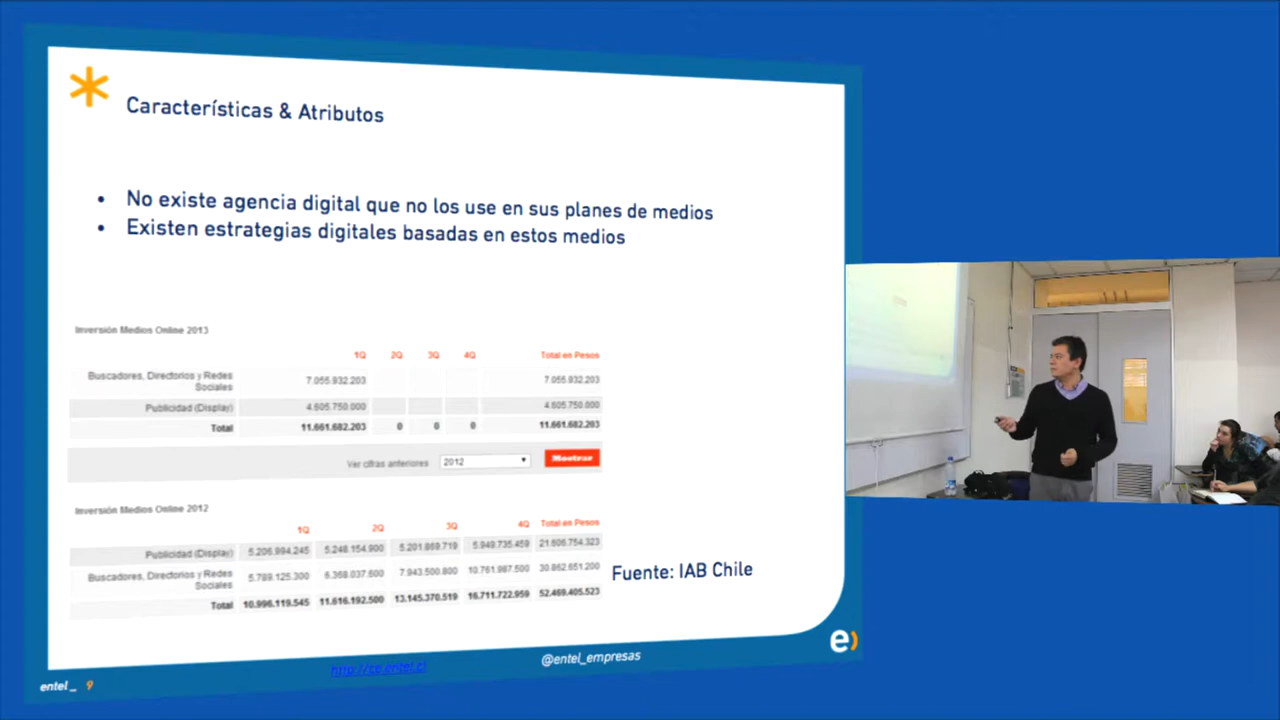 Características & Atributos
• No existe agencia digital que no los use en sus planes de medios
• Existen estrategias digitales basadas en estos medios
Inversión Medios Online 2013
1Q 2Q 3Q 4Q Total en Pesos
Buscadores, Directorios y Redes Sociales 7.055.932.203 7.055.932.203
Publicidad (Display) 4.605.750.000 4.605.750.000
Total 11.661.682.203 0 0 0 11.661.682.203
Ver cifras anteriores 2012 Mostrar
Inversión Medios Online 2012
1Q 2Q 3Q 4Q Total en Pesos
Publicidad (Display) 5.206.994.245 5.248.154.900 5.201.869.719 5.949.735.459 21.606.754.323
Buscadores, Directorios y Redes Sociales 5.789.125.300 6.368.037.600 7.943.500.800 10.761.987.500 30.862.651.200
Total 10.996.119.545 11.616.192.500 13.145.370.519 16.711.722.959 52.469.405.523
Fuente: IAB Chile
e)
http://ce.entel.cl
@entel_empresas
entel_ 9